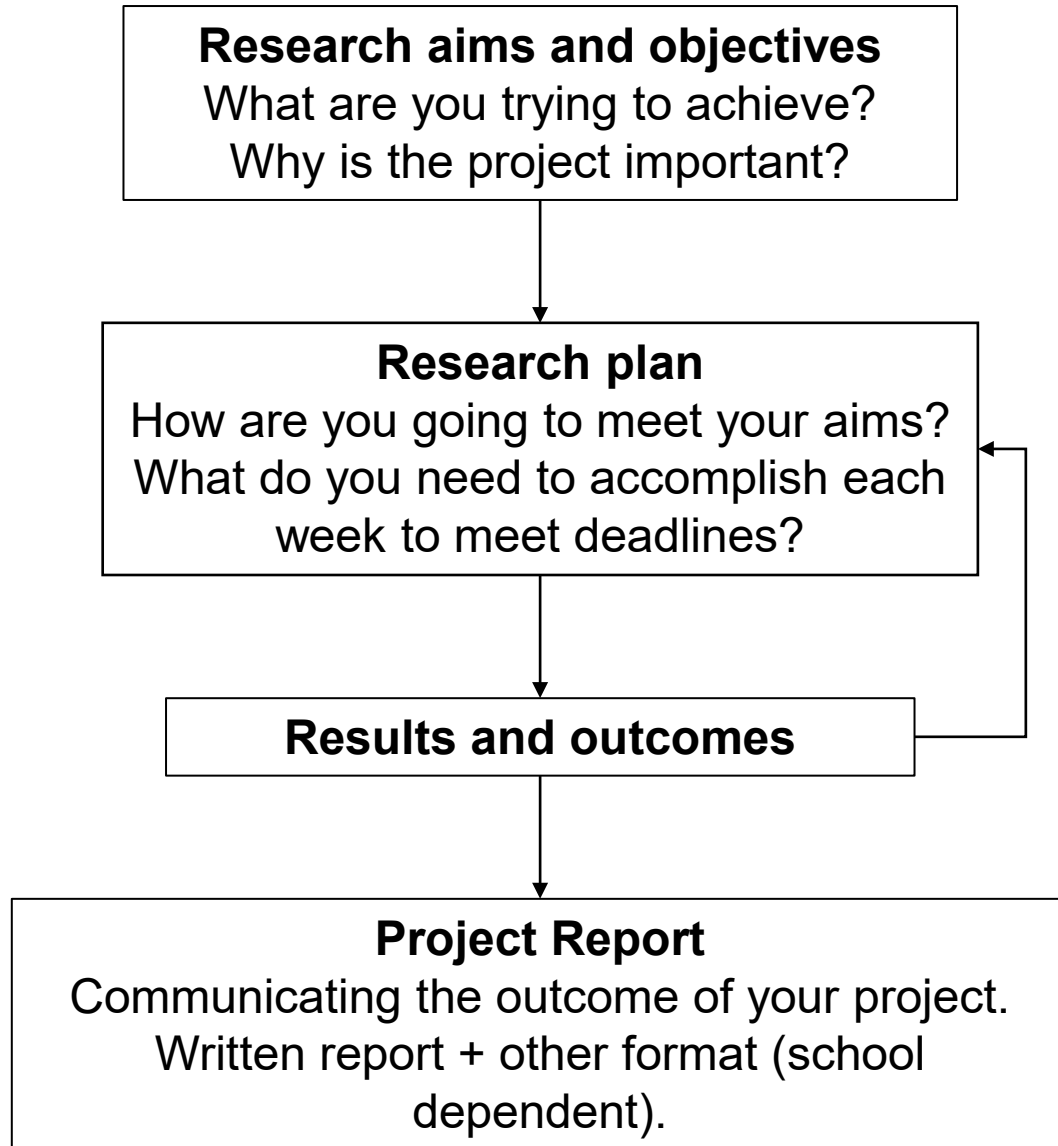 Research aims and objectives
What are you trying to achieve?
Why is the project important?
Research plan
How are you going to meet your aims?
What do you need to accomplish each
week to meet deadlines?
Results and outcomes
Project Report
Communicating the outcome of your project.
Written report + other format (school
dependent).